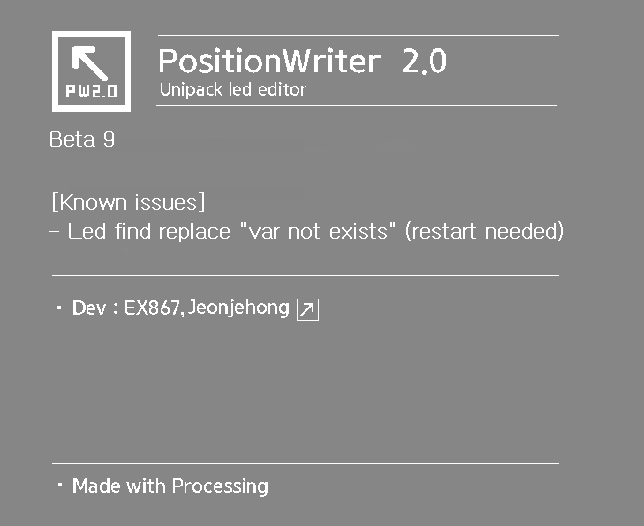 PW2.0
PositionWriter 2.0
Unipack led editor
Beta 9
[Known issues]
- Led find replace "var not exists" (restart needed)
· Dev : EX867,Jeonjehong
· Made with Processing